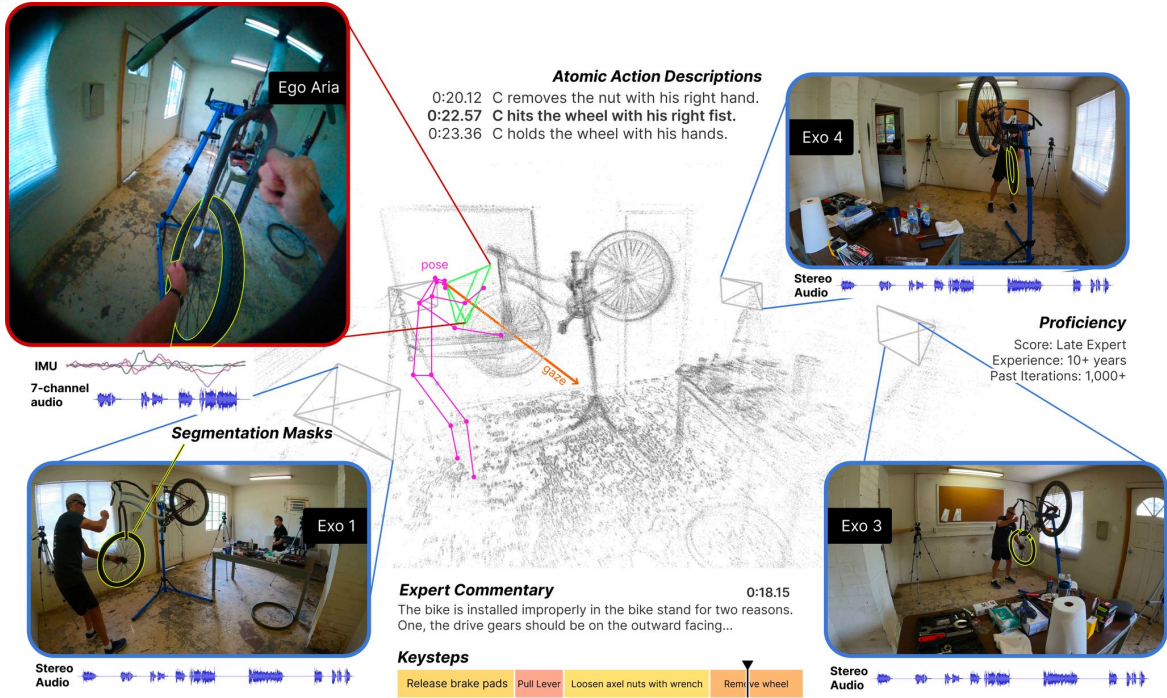 Ego Aria
Atomic Action Descriptions
0:20.12 C removes the nut with his right hand.
0:22.57 C hits the wheel with his right fist.
0:23.36 C holds the wheel with his hands.
Exo 4
Stereo
Audio
pose
gaze
Proficiency
Score: Late Expert
Experience: 10+ years
Past Iterations: 1,000+
IMU
7-channel
audio
Segmentation Masks
Exo 1
Stereo
Audio
Exo 3
Stereo
Audio
Expert Commentary 0:18.15
The bike is installed improperly in the bike stand for two reasons.
One, the drive gears should be on the outward facing...
Keysteps
Release brake pads Pull Lever Loosen axel nuts with wrench Remove wheel